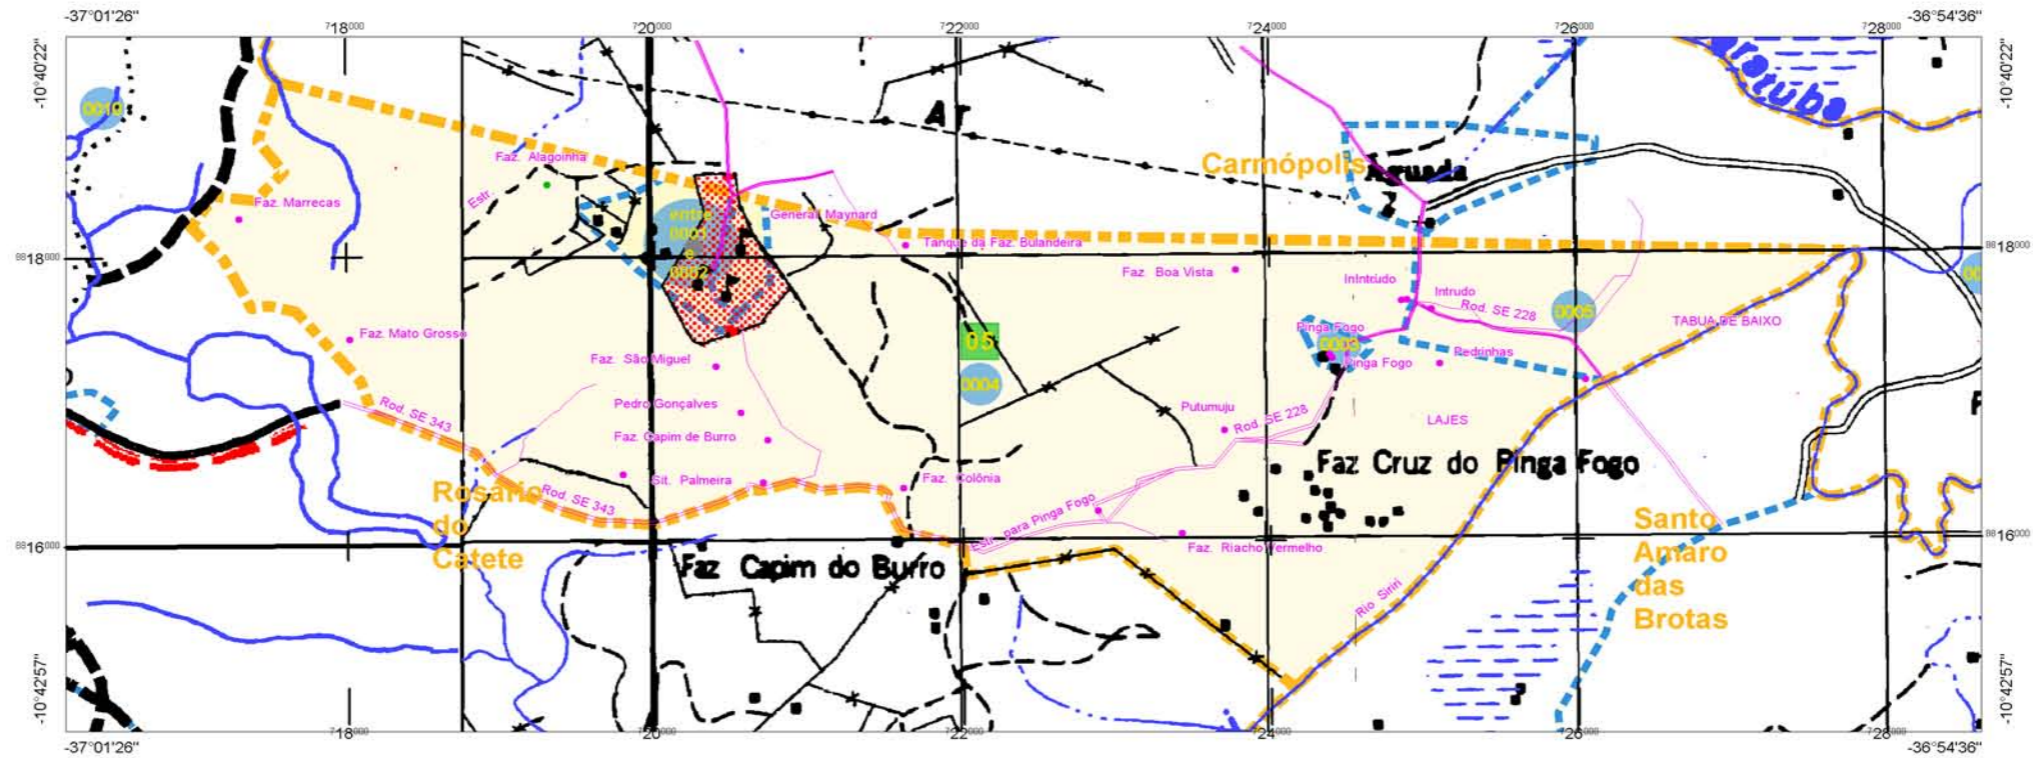 -37°01'26"
718000
720000
722000
724000
726000
728000
-36°54'36"
-10°40'22"
-10°40'22"
0019
Ar
Carmópolis
Aguada
Faz. Alagoinha
Estr.
Faz. Marrecas
entre
0001
e
0002
General Maynard
Tanque da Faz. Bulandeira
8818000
8818000
Faz. Boa Vista
InIntrudo
Intrudo
Rod. SE 228
0005
TABUA DE BAIXO
Faz. Mato Grosso
05
Pinga Fogo
0003
Pinga Fogo
Pedrinhas
Faz. São Miguel
0004
Rod. SE 343
Pedro Gonçalves
Putumuju
Rod. SE 228
LAJES
Faz. Capim de Burro
Faz Cruz do Pinga Fogo
Sit. Palmeira
Faz. Colônia
Rosário
do
Catete
Rod. SE 343
Estr. para Pinga Fogo
Santo
Amaro
das
Brotas
8816000
8816000
Faz. Riacho Vermelho
Faz Capim do Burro
Rio Siriri
-10°42'57"
-10°42'57"
-37°01'26"
718000
720000
722000
724000
726000
728000
-36°54'36"